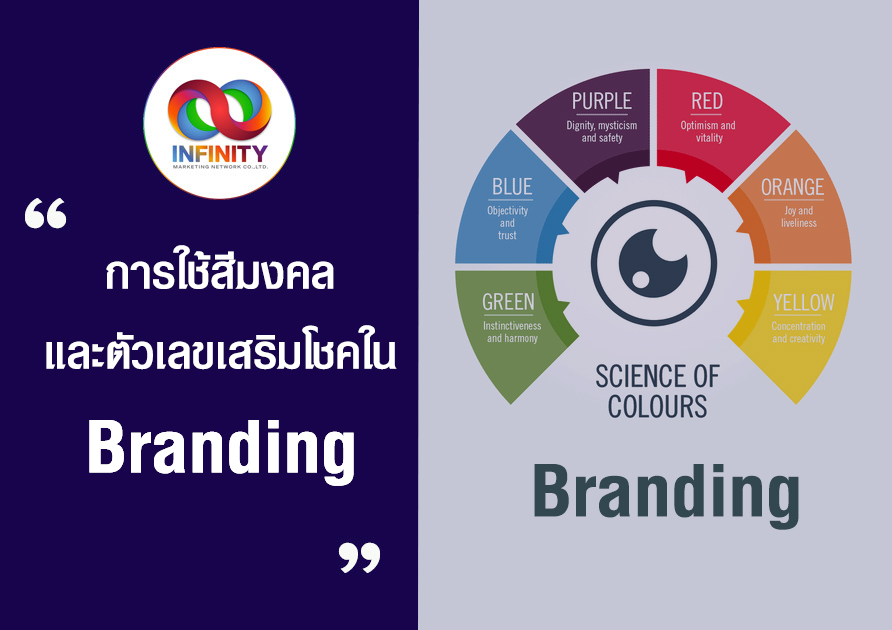 INFINITY
MARKETING NETWORK CO.,LTD.
“
การใช้สีมงคล
และตัวเลขเสริมโชคใน
Branding
”
PURPLE
Dignity, mysticism
and safety
RED
Optimism and
vitality
BLUE
Objectivity
and
trust
ORANGE
Joy and
liveliness
GREEN
Instinctiveness
and harmony
YELLOW
Concentration
and creativity
SCIENCE OF
COLOURS
Branding